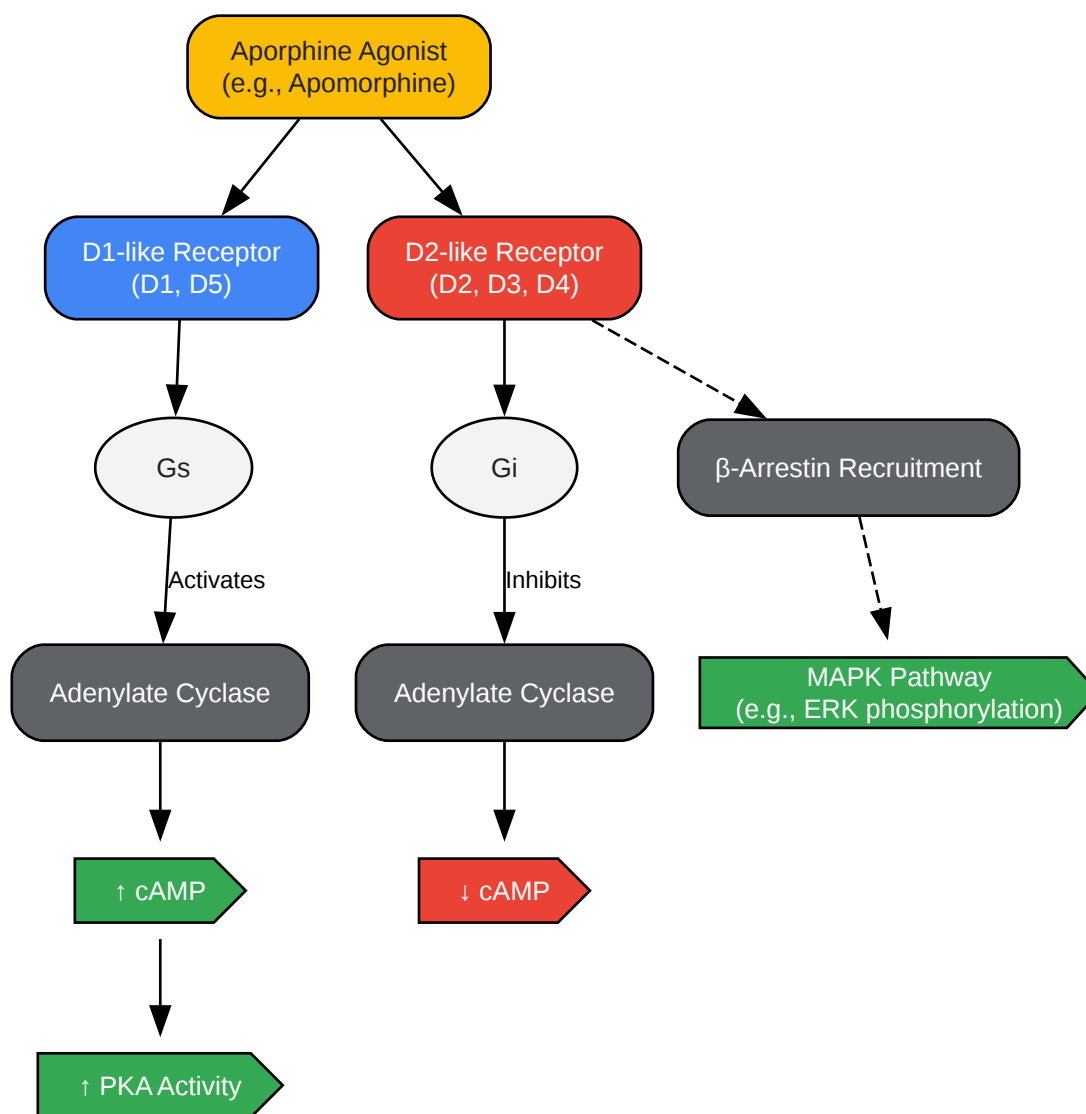 Aporphine Agonist
(e.g., Apomorphine)
D1-like Receptor
(D1, D5)
D2-like Receptor
(D2, D3, D4)
Gs
Gi
β-Arrestin Recruitment
Activates
Inhibits
Adenylate Cyclase
Adenylate Cyclase
MAPK Pathway
(e.g., ERK phosphorylation)
↑ cAMP
↓ cAMP
↑ PKA Activity